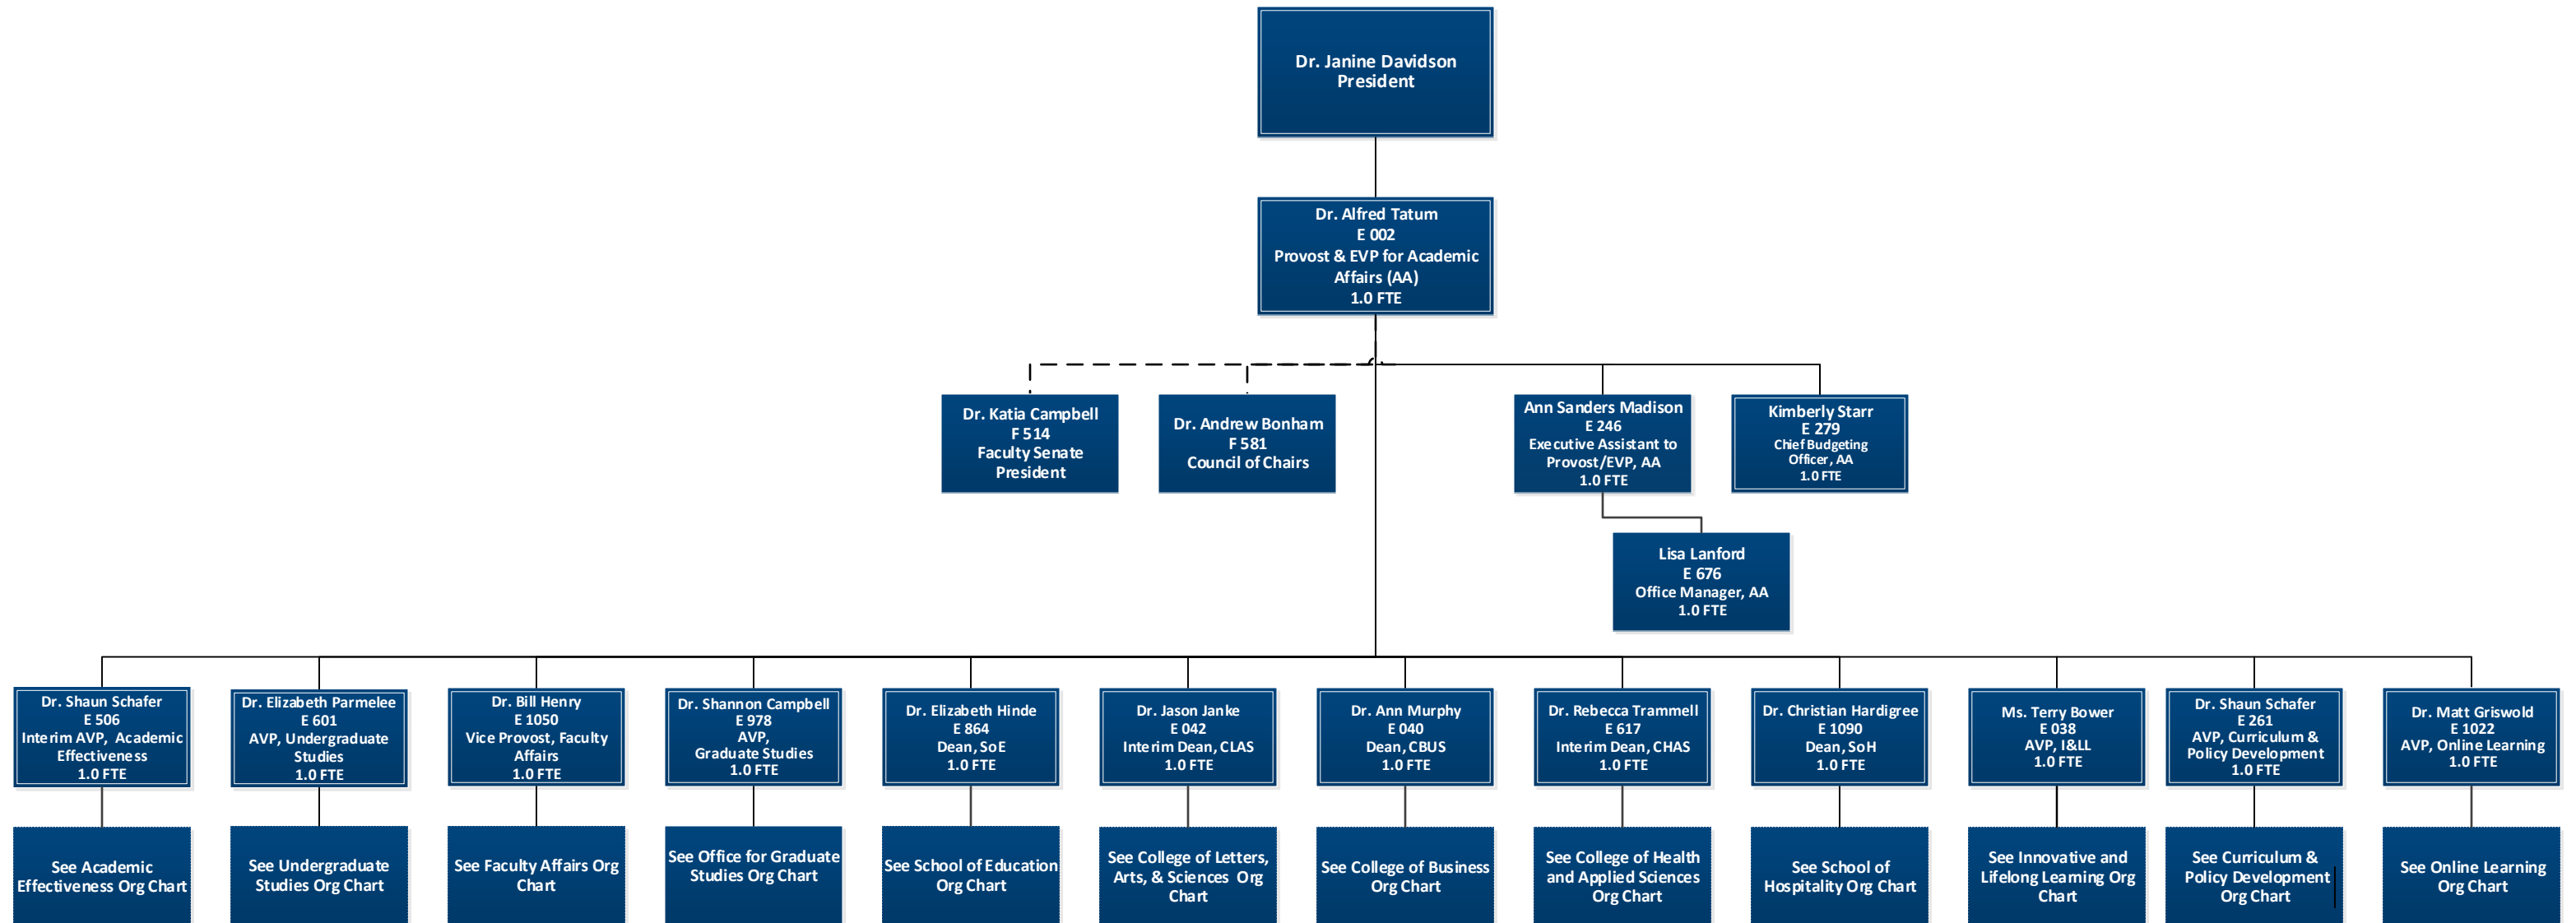 Dr. Janine Davidson
President
Dr. Alfred Tatum
E 002
Provost & EVP for Academic
Affairs (AA)
1.0 FTE
Dr. Katia Campbell
F 514
Faculty Senate
President
Dr. Andrew Bonham
F 581
Council of Chairs
Ann Sanders Madison
E 246
Executive Assistant to
Provost/EVP, AA
1.0 FTE
Kimberly Starr
E 279
Chief Budgeting
Officer, AA
1.0 FTE
Lisa Lanford
E 676
Office Manager, AA
1.0 FTE
Dr. Shaun Schafer
E 506
Interim AVP, Academic
Effectiveness
1.0 FTE
Dr. Elizabeth Parmelee
E 601
AVP, Undergraduate
Studies
1.0 FTE
Dr. Bill Henry
E 1050
Vice Provost, Faculty
Affairs
1.0 FTE
Dr. Shannon Campbell
E 978
AVP,
Graduate Studies
1.0 FTE
Dr. Elizabeth Hinde
E 864
Dean, SoE
1.0 FTE
Dr. Jason Janke
E 042
Interim Dean, CLAS
1.0 FTE
Dr. Ann Murphy
E 040
Dean, CBUS
1.0 FTE
Dr. Rebecca Trammell
E 617
Interim Dean, CHAS
1.0 FTE
Dr. Christian Hardigree
E 1090
Dean, SoH
1.0 FTE
Ms. Terry Bower
E 038
AVP, I&LL
1.0 FTE
Dr. Shaun Schafer
E 261
AVP, Curriculum &
Policy Development
1.0 FTE
Dr. Matt Griswold
E 1022
AVP, Online Learning
1.0 FTE
See Academic
Effectiveness Org Chart
See Undergraduate
Studies Org Chart
See Faculty Affairs Org
Chart
See Office for Graduate
Studies Org Chart
See School of Education
Org Chart
See College of Letters,
Arts, & Sciences Org
Chart
See College of Business
Org Chart
See College of Health
and Applied Sciences
Org Chart
See School of
Hospitality Org Chart
See Innovative and
Lifelong Learning Org
Chart
See Curriculum &
Policy Development
Org Chart
See Online Learning
Org Chart